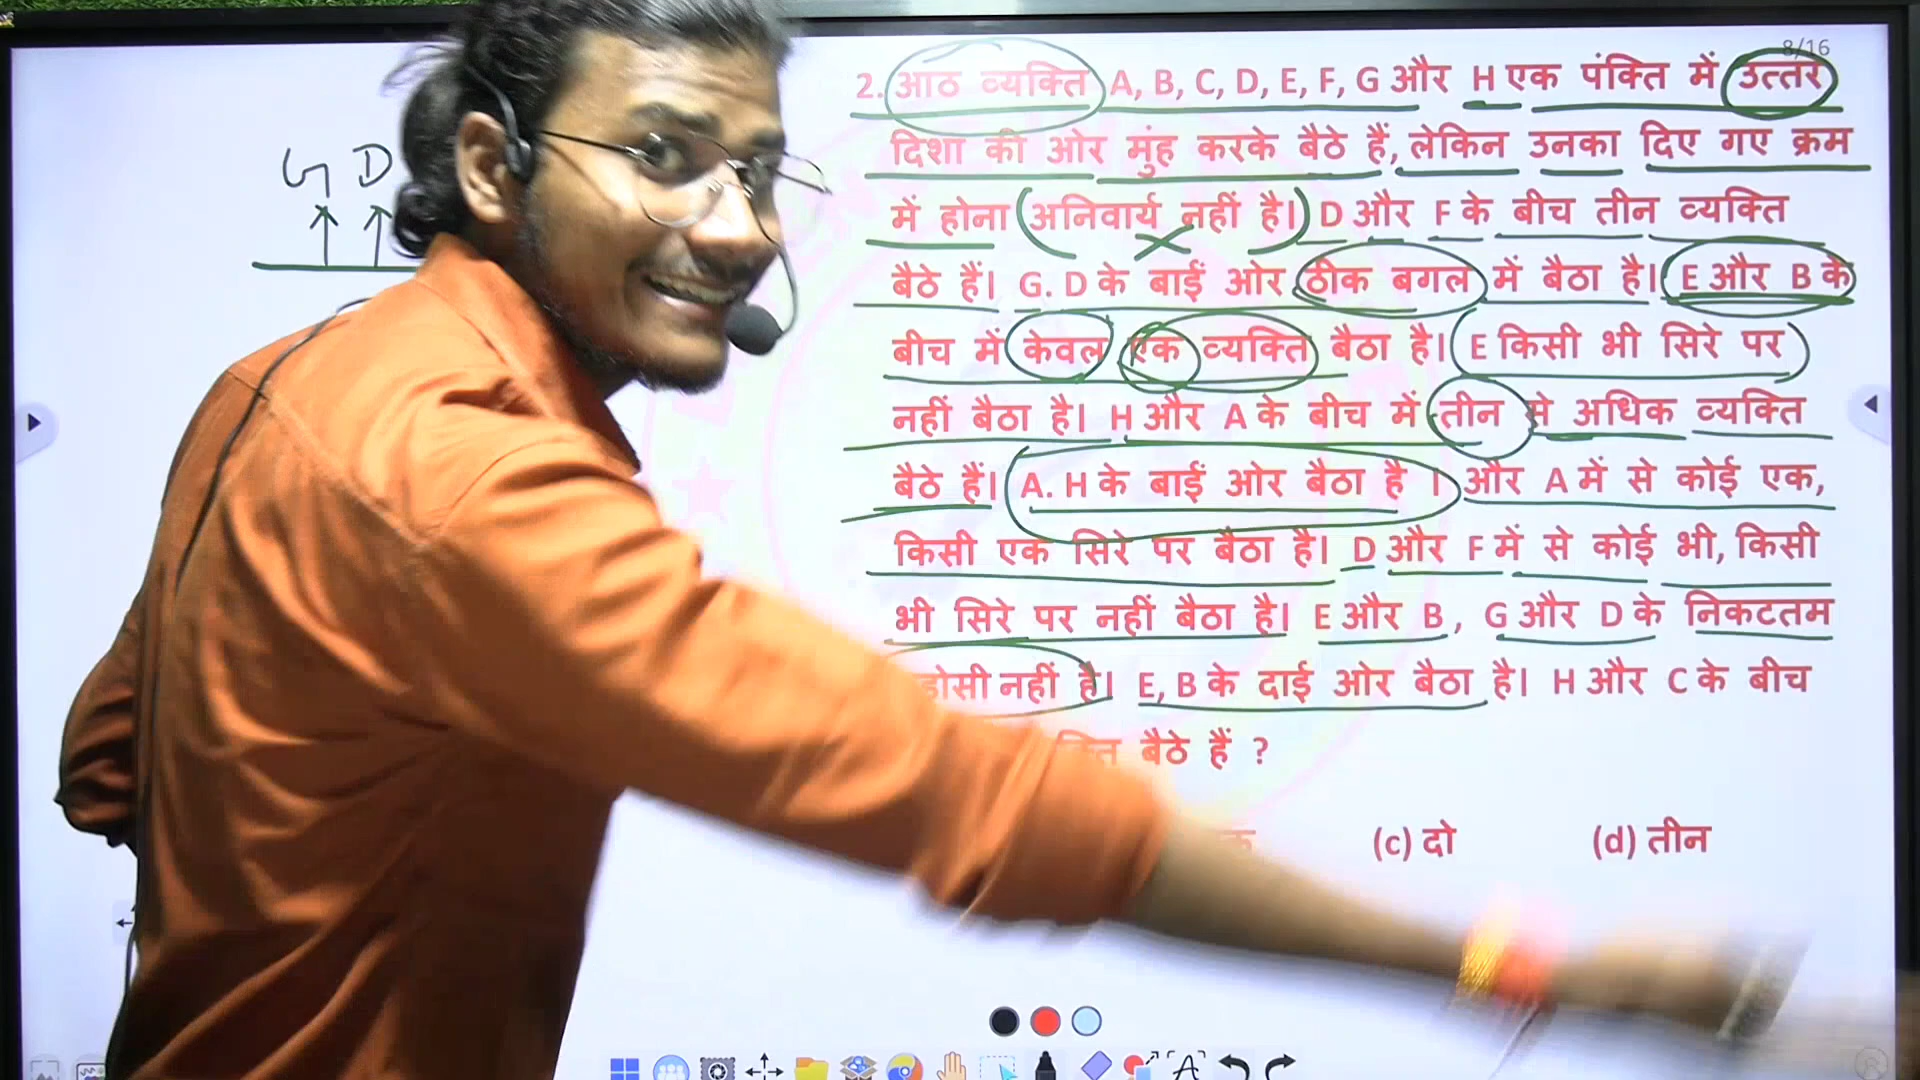 8/16
2. आठ व्यक्ति A, B, C, D, E, F, G और H एक पंक्ति में उत्तर
दिशा की ओर मुंह करके बैठे हैं, लेकिन उनका दिए गए क्रम
में होना (अनिवार्य नहीं है।) D और F के बीच तीन व्यक्ति
बैठे हैं। G. D के बाईं ओर ठीक बगल में बैठा है। E और B के
बीच में केवल एक व्यक्ति बैठा है। E किसी भी सिरे पर
नहीं बैठा है। H और A के बीच में तीन से अधिक व्यक्ति
बैठे हैं। A. H के बाईं ओर बैठा है । और A में से कोई एक,
किसी एक सिरे पर बैठा है। D और F में से कोई भी, किसी
भी सिरे पर नहीं बैठा है। E और B, G और D के निकटतम
नहीं है। E, B के दाई ओर बैठा है। H और C के बीच
बैठे हैं ?
(c) दो (d) तीन
G D